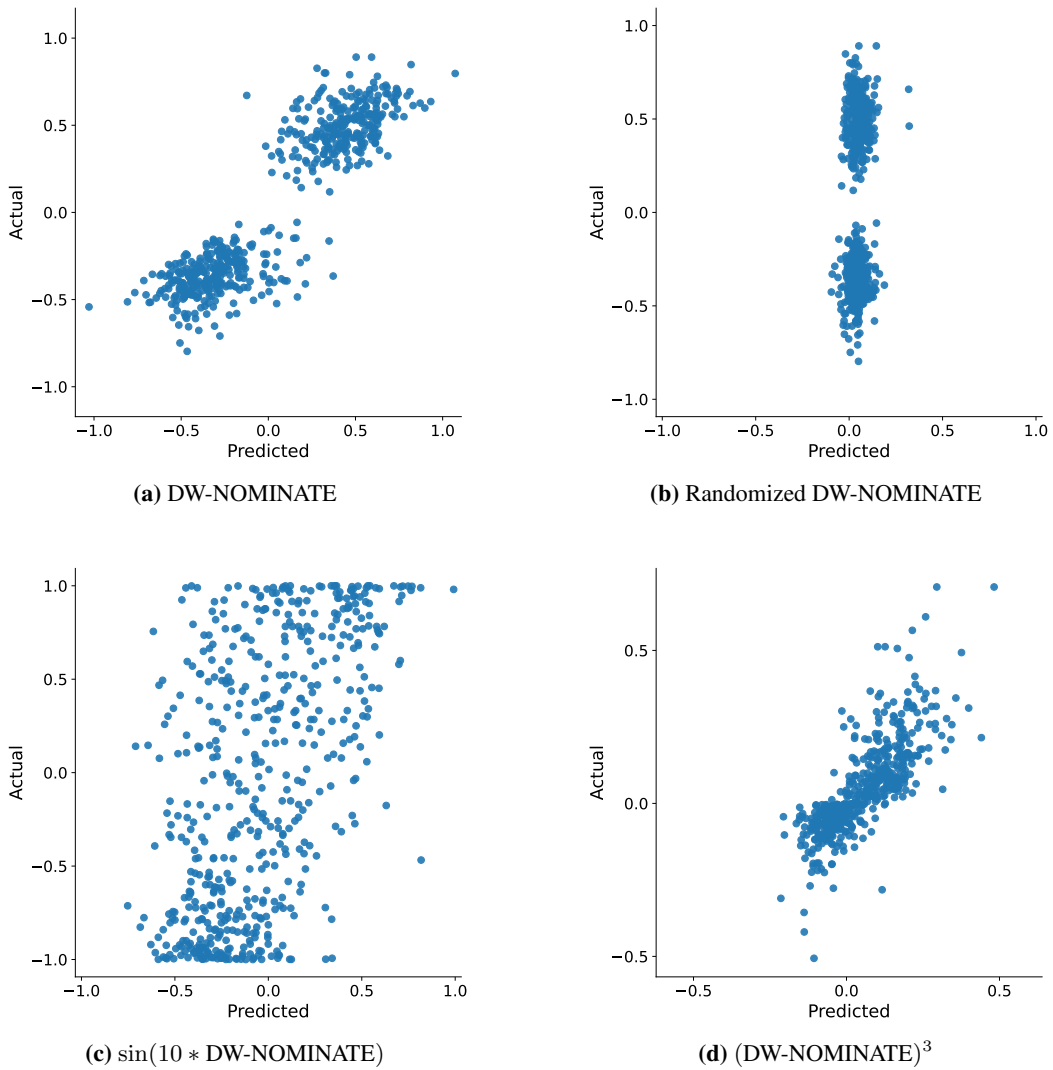 1.0
0.5
0.0
−0.5
−1.0
Actual
−1.0 −0.5 0.0 0.5 1.0
Predicted
(a) DW-NOMINATE
1.0
0.5
0.0
−0.5
−1.0
Actual
−1.0 −0.5 0.0 0.5 1.0
Predicted
(b) Randomized DW-NOMINATE
1.0
0.5
0.0
−0.5
−1.0
Actual
−1.0 −0.5 0.0 0.5 1.0
Predicted
(c) sin(10 ∗ DW-NOMINATE)
0.5
0.0
−0.5
Actual
−0.5 0.0 0.5
Predicted
(d) (DW-NOMINATE)³